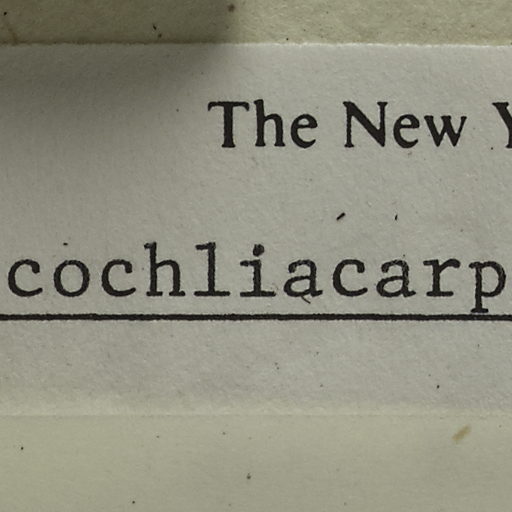 The New Y
cochliacarp